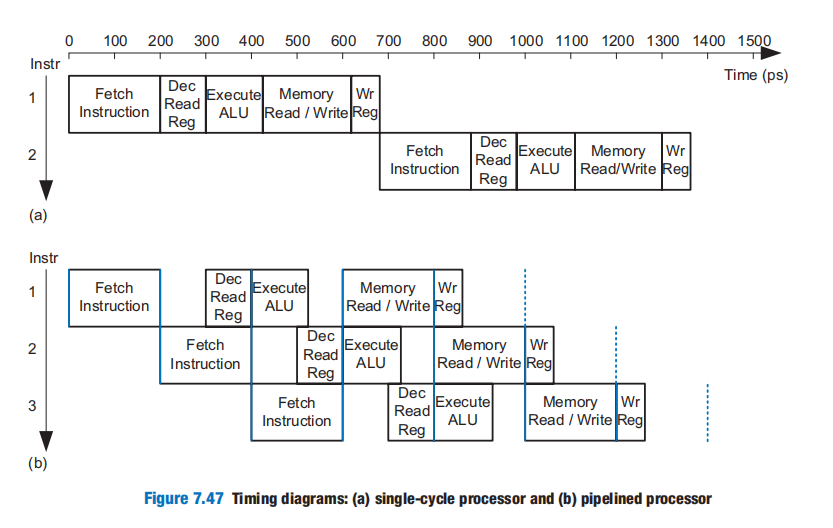 0 100 200 300 400 500 600 700 800 900 1000 1100 1200 1300 1400 1500
Time (ps)
Instr
1
Fetch
Instruction
Dec
Read
Reg
Execute
ALU
Memory
Read / Write
Wr
Reg
2
Fetch
Instruction
Dec
Read
Reg
Execute
ALU
Memory
Read/Write
Wr
Reg
(a)
Instr
1
Fetch
Instruction
Dec
Read
Reg
Execute
ALU
Memory
Read / Write
Wr
Reg
2
Fetch
Instruction
Dec
Read
Reg
Execute
ALU
Memory
Read / Write
Wr
Reg
3
Fetch
Instruction
Dec
Read
Reg
Execute
ALU
Memory
Read / Write
Wr
Reg
(b)
Figure 7.47 Timing diagrams: (a) single-cycle processor and (b) pipelined processor